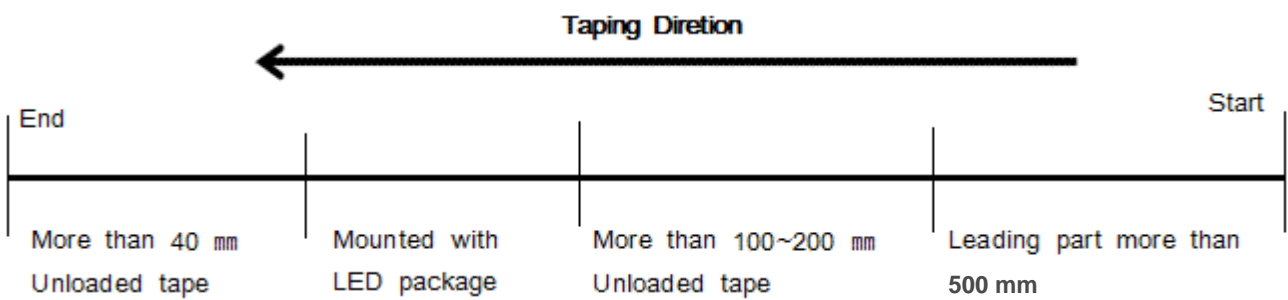 Taping Diretion
End
Start
More than 40 mm
Unloaded tape
Mounted with
LED package
More than 100~200 mm
Unloaded tape
Leading part more than
500 mm